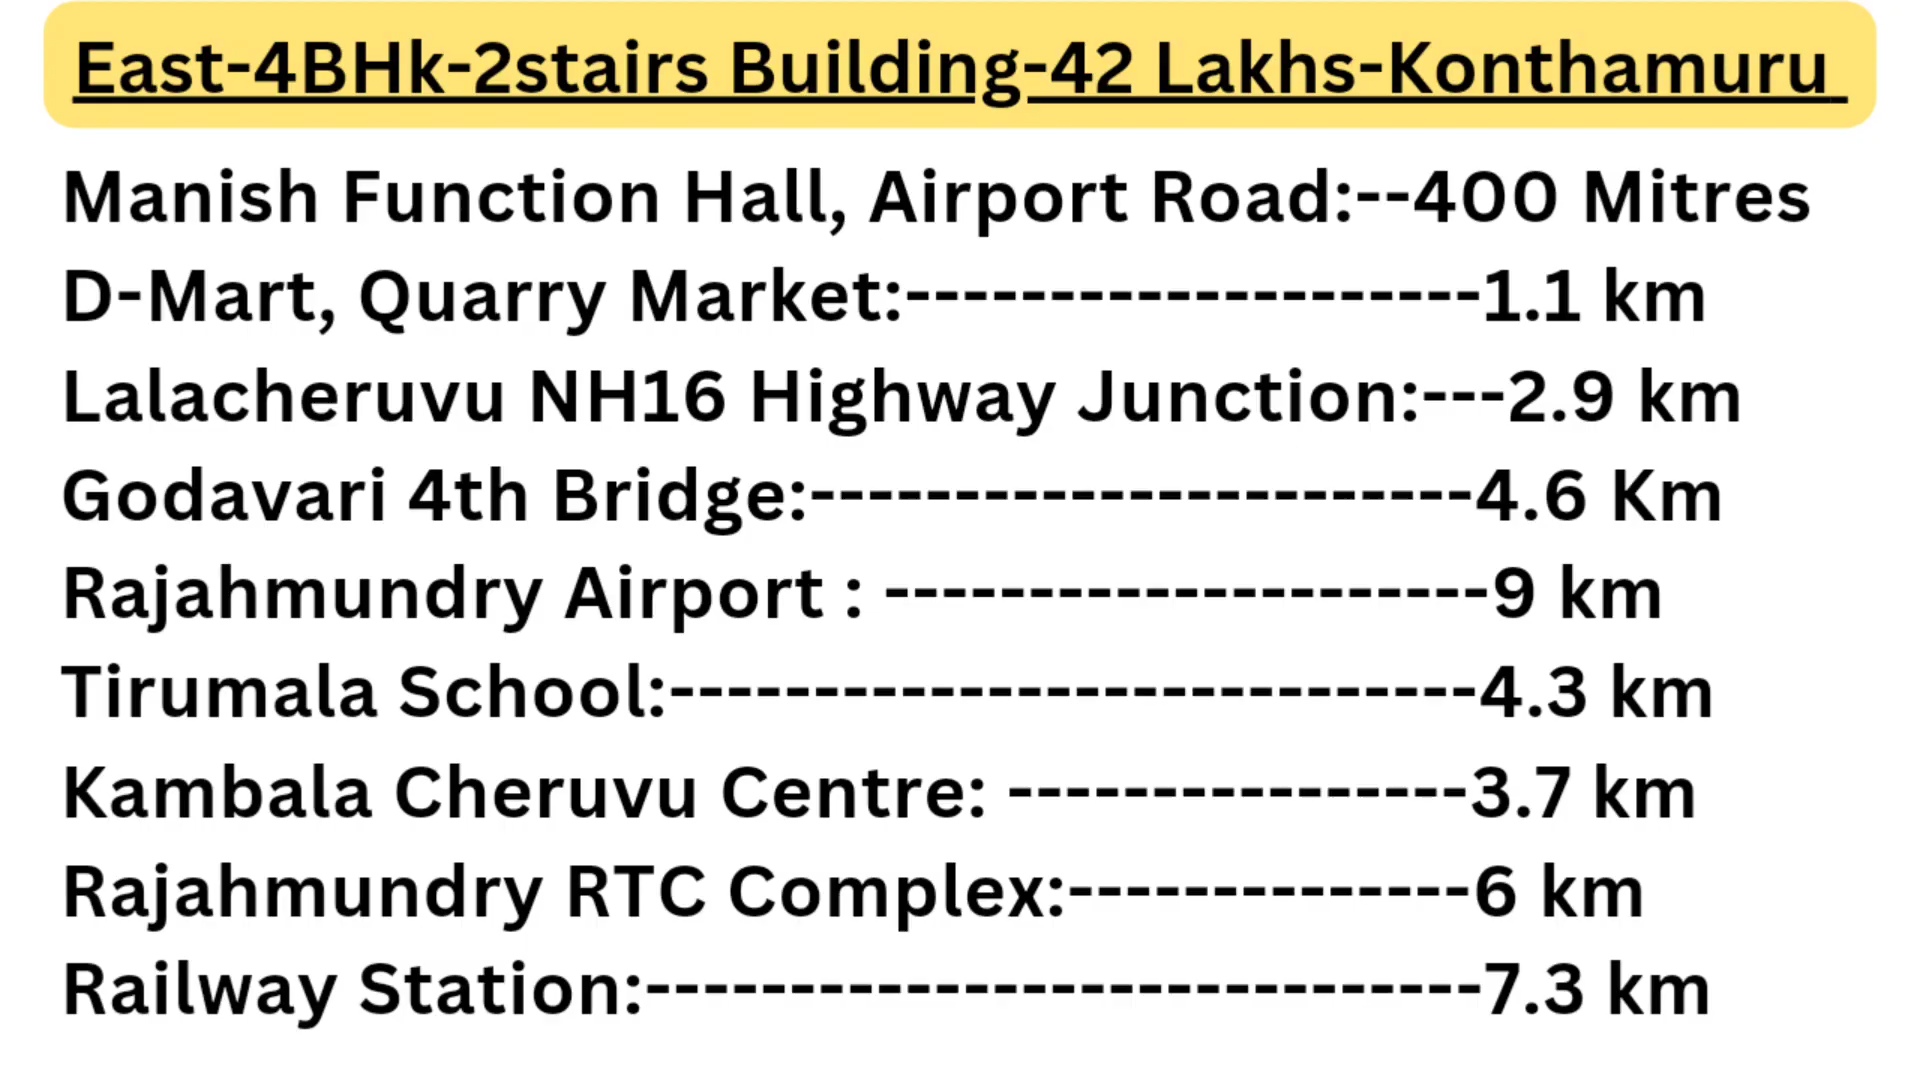 East-4BHk-2stairs Building-42 Lakhs-Konthamuru
Manish Function Hall, Airport Road:--400 Mitres
D-Mart, Quarry Market:--------------------1.1 km
Lalacheruvu NH16 Highway Junction:---2.9 km
Godavari 4th Bridge:-----------------------4.6 Km
Rajahmundry Airport : ---------------------9 km
Tirumala School:----------------------------4.3 km
Kambala Cheruvu Centre: ----------------3.7 km
Rajahmundry RTC Complex:--------------6 km
Railway Station:-----------------------------7.3 km